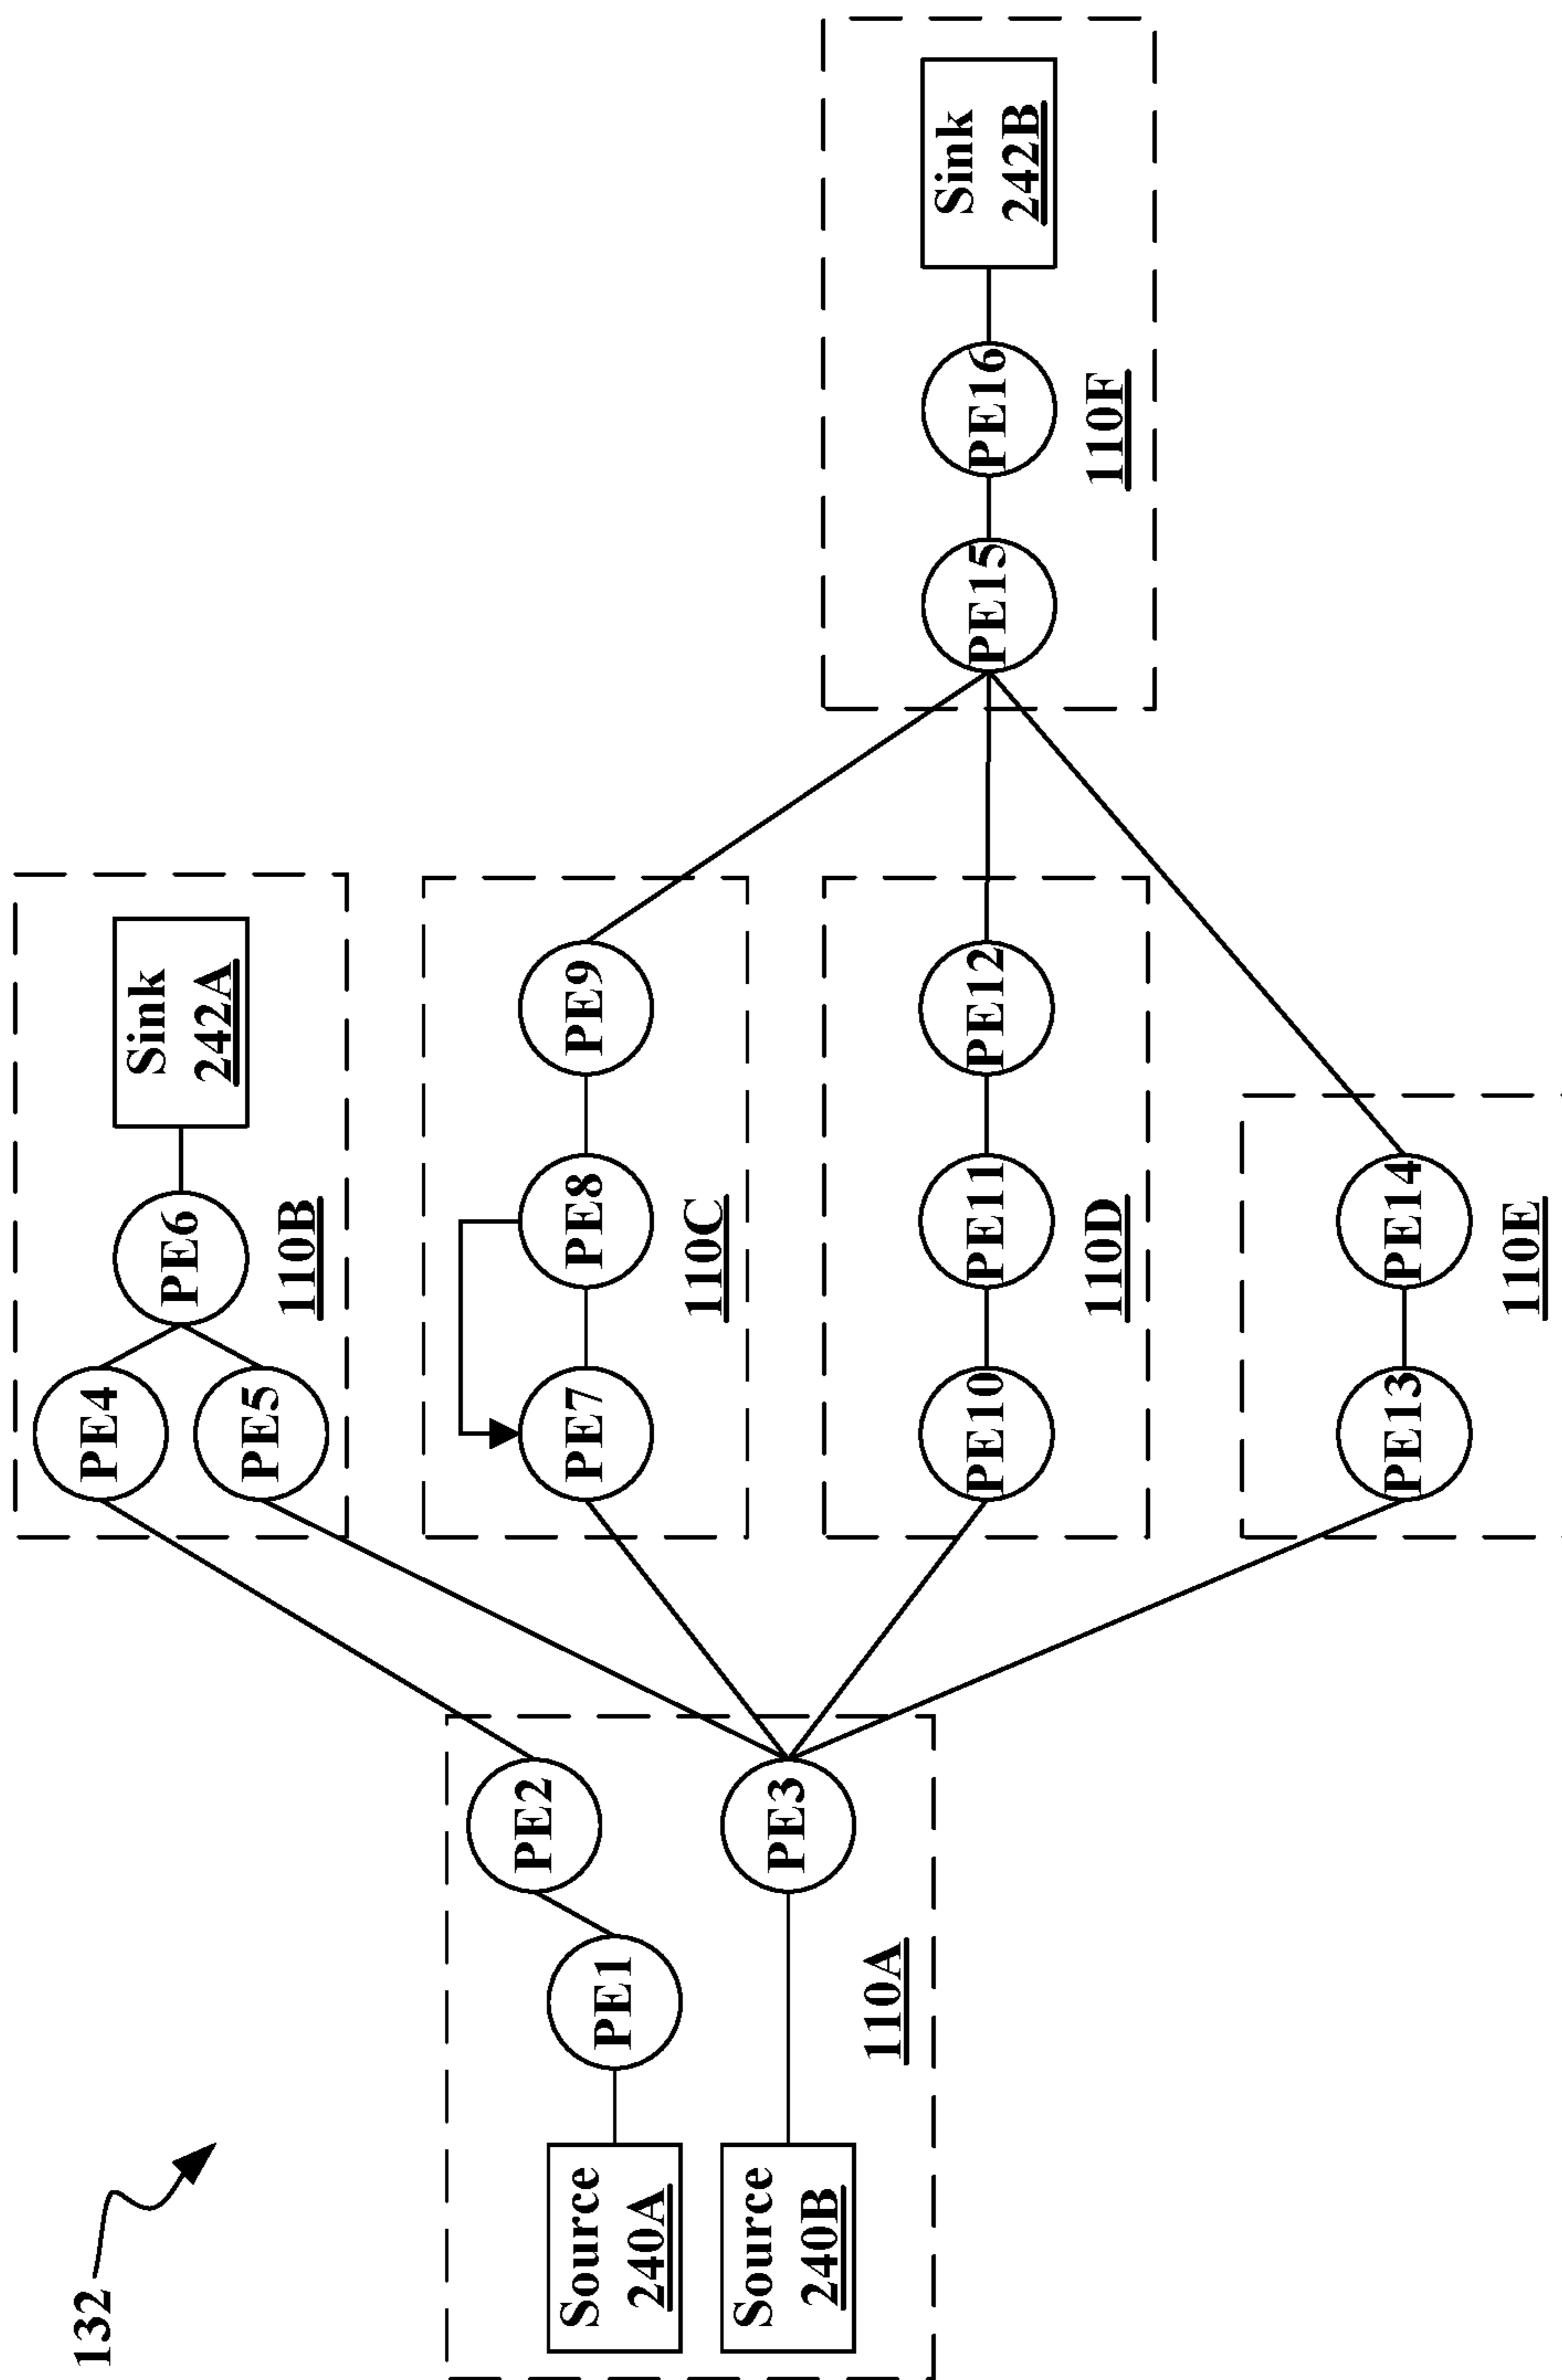 132
Source
240A
Source
240B
PE1
PE2
PE3
110A
PE4
PE5
PE6
Sink
242A
110B
PE7
PE8
PE9
110C
PE10
PE11
PE12
110D
PE13
PE14
110E
PE15
PE16
Sink
242B
110F